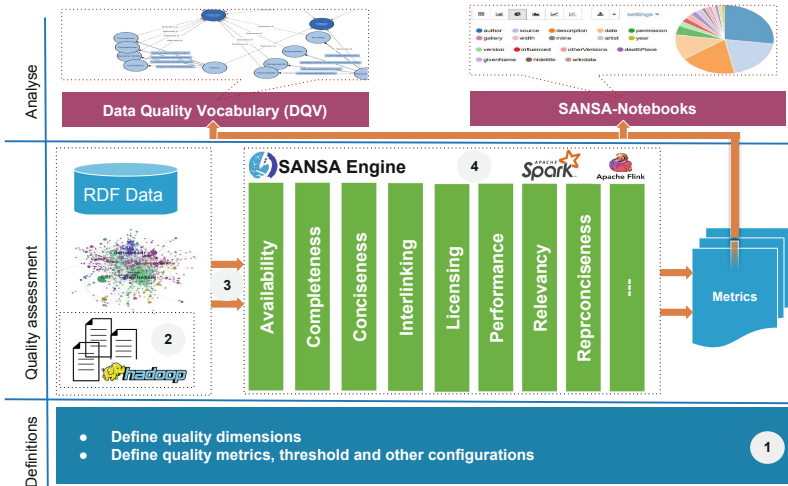 settings
author
source
description
date
permission
gallery
width
inline
artist
year
version
influenced
otherVersions
deathPlace
givenName
hidetitle
wikidata
Analyse
Data Quality Vocabulary (DQV)
SANSA-Notebooks
Quality assessment
RDF Data
2
hadoop
3
SANSA Engine
4
APACHE
Spark
Apache Flink
Availability
Completeness
Conciseness
Interlinking
Licensing
Performance
Relevancy
Reprconciseness
---
Metrics
Definitions
● Define quality dimensions
● Define quality metrics, threshold and other configurations
1